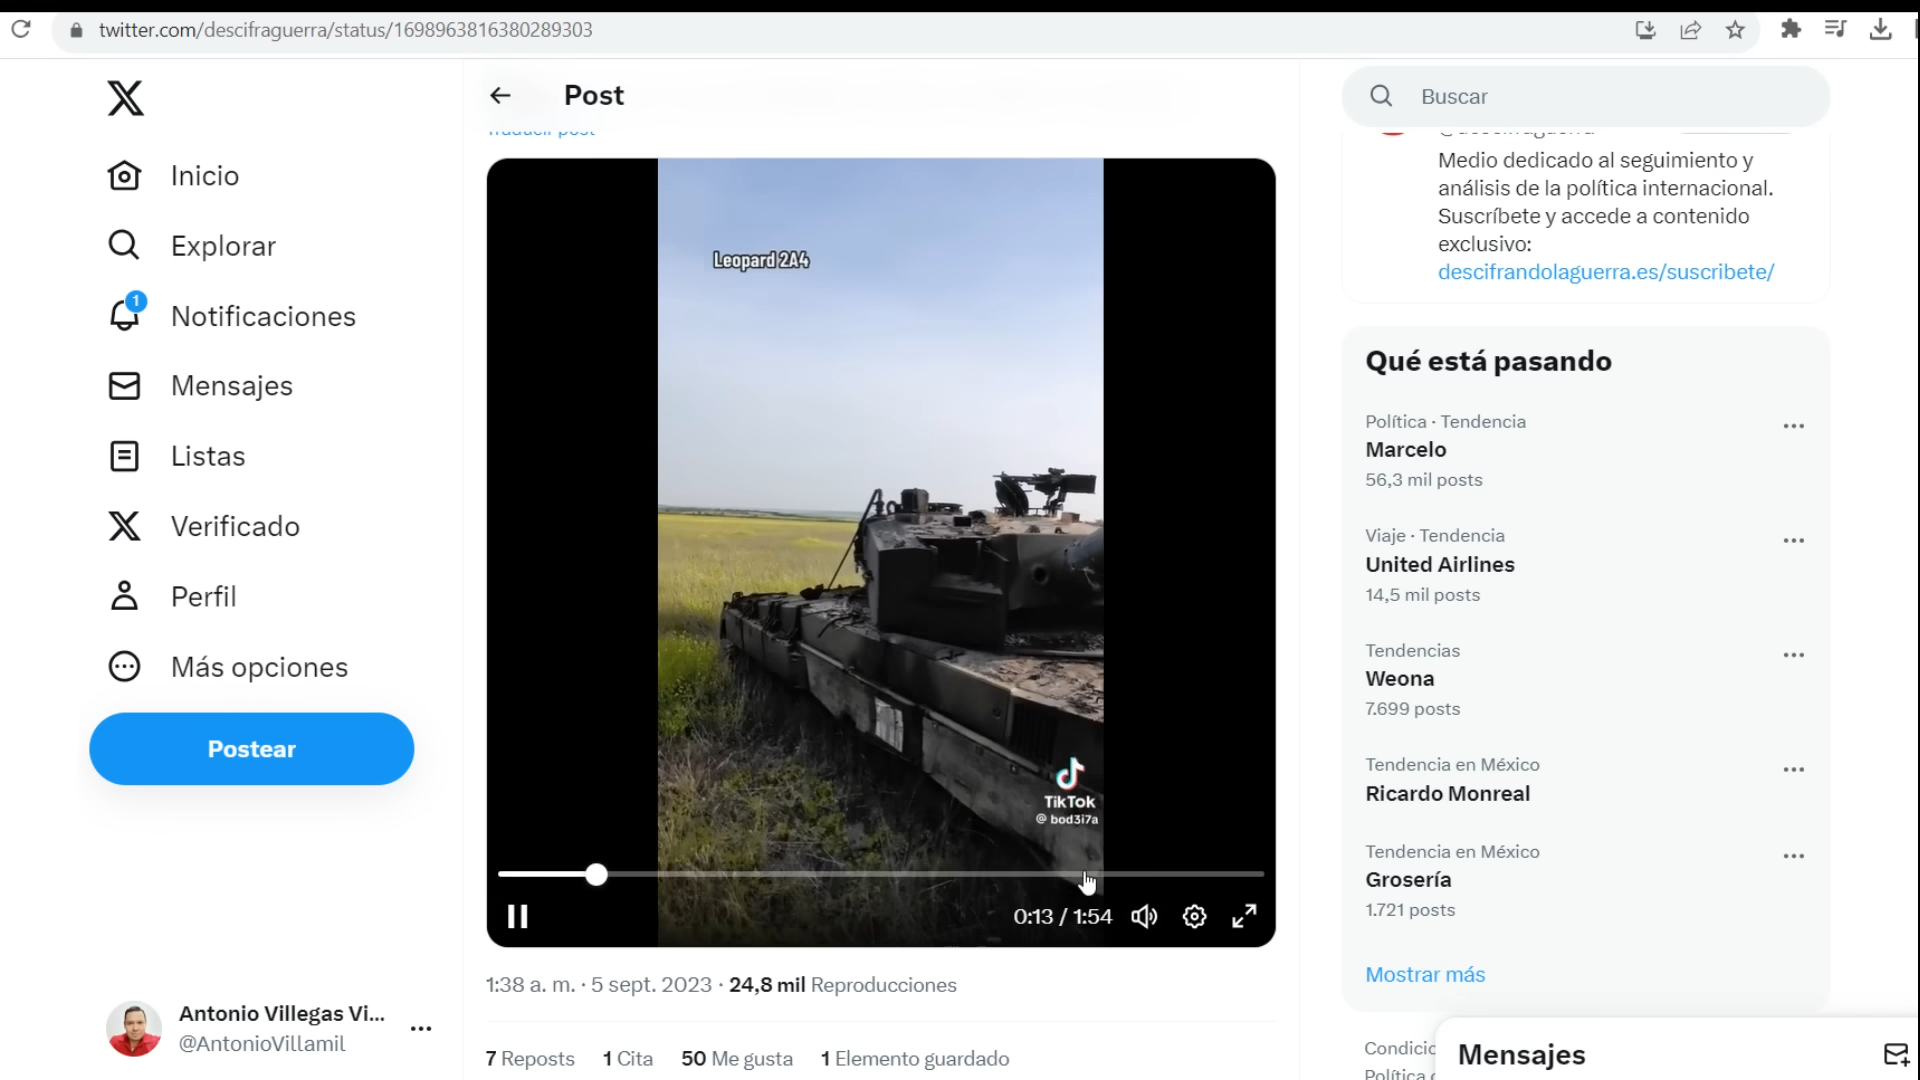 twitter.com/descifraguerra/status/1698963816380289303
Post
Buscar
Traducir post
@descifraguerra
Medio dedicado al seguimiento y
análisis de la política internacional.
Suscríbete y accede a contenido
exclusivo:
descifrandolaguerra.es/suscribete/
Inicio
Explorar
1
Notificaciones
Mensajes
Listas
Verificado
Perfil
Más opciones
Postear
Antonio Villegas Vi...
@AntonioVillamil
Leopard 2A4
TikTok
@ bod3i7a
0:13 / 1:54
1:38 a. m. · 5 sept. 2023 · 24,8 mil Reproducciones
7 Reposts 1 Cita 50 Me gusta 1 Elemento guardado
Qué está pasando
Política · Tendencia
Marcelo
56,3 mil posts
Viaje · Tendencia
United Airlines
14,5 mil posts
Tendencias
Weona
7.699 posts
Tendencia en México
Ricardo Monreal
Tendencia en México
Grosería
1.721 posts
Mostrar más
Mensajes